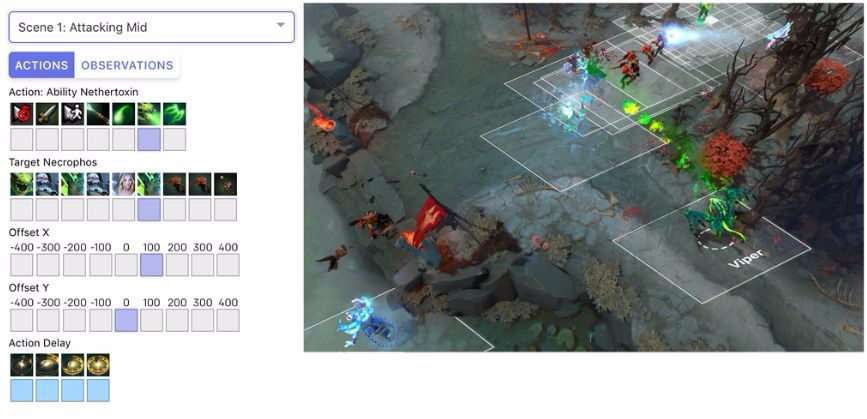 Scene 1: Attacking Mid
ACTIONS OBSERVATIONS
Action: Ability Nethertoxin
Target Necrophos
Offset X
-400 -300 -200 -100 0 100 200 300 400
Offset Y
-400 -300 -200 -100 0 100 200 300 400
Action Delay
Viper